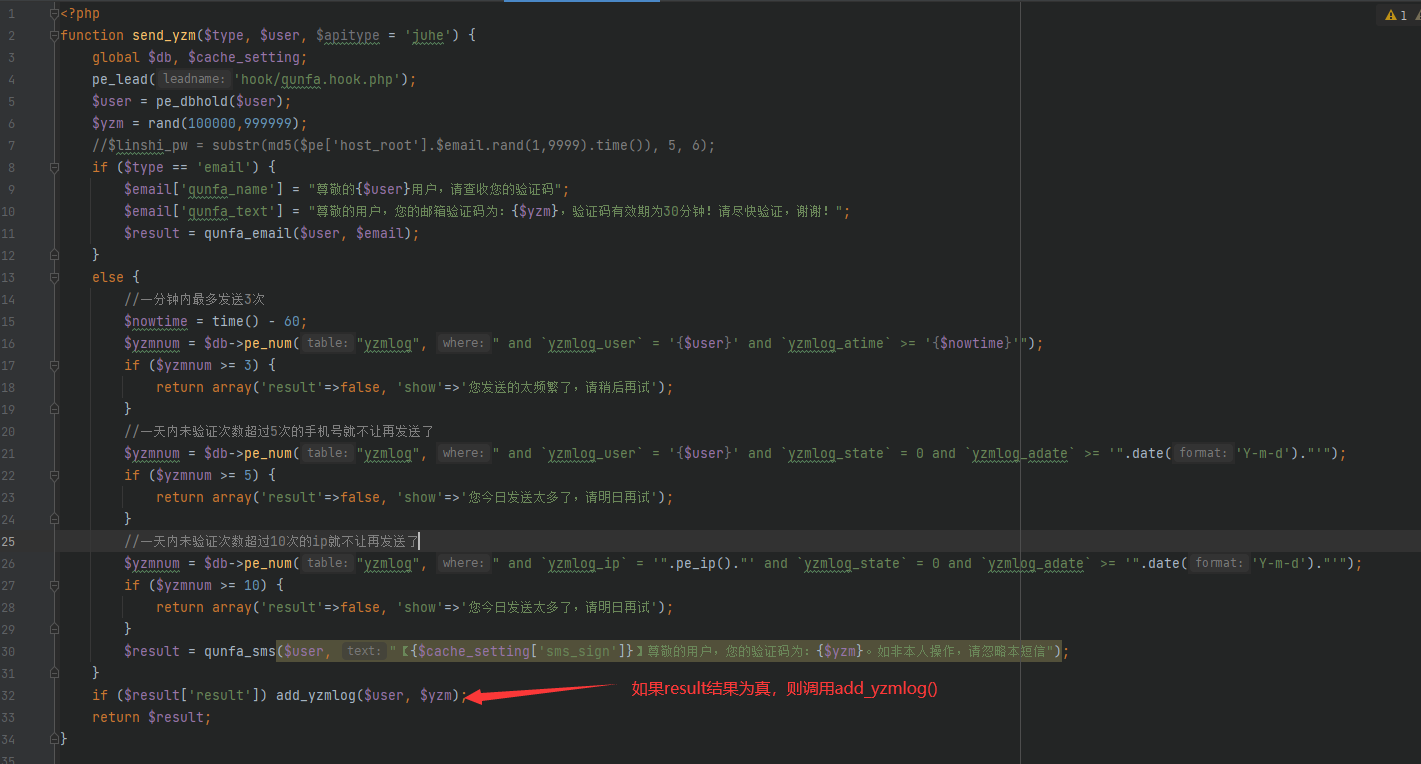 1 <?php
2 function send_yzm($type, $user, $apitype = 'juhe') {
3 global $db, $cache_setting;
4 pe_lead( leadname: 'hook/qunfa.hook.php');
5 $user = pe_dbhold($user);
6 $yzm = rand(100000,999999);
7 //$linshi_pw = substr(md5($pe['host_root'].$email.rand(1,9999).time()), 5, 6);
8 if ($type == 'email') {
9 $email['qunfa_name'] = "尊敬的{$user}用户，请查收您的验证码";
10 $email['qunfa_text'] = "尊敬的用户，您的邮箱验证码为：{$yzm}，验证码有效期为30分钟！请尽快验证，谢谢！";
11 $result = qunfa_email($user, $email);
12 }
13 else {
14 //一分钟内最多发送3次
15 $nowtime = time() - 60;
16 $yzmnum = $db->pe_num( table: "yzmlog", where: " and `yzmlog_user` = '{$user}' and `yzmlog_atime` >= '{$nowtime}'");
17 if ($yzmnum >= 3) {
18 return array('result'=>false, 'show'=>'您发送的太频繁了，请稍后再试');
19 }
20 //一天内未验证次数超过5次的手机号就不让再发送了
21 $yzmnum = $db->pe_num( table: "yzmlog", where: " and `yzmlog_user` = '{$user}' and `yzmlog_state` = 0 and `yzmlog_adate` >= '".date( format: 'Y-m-d')."'");
22 if ($yzmnum >= 5) {
23 return array('result'=>false, 'show'=>'您今日发送太多了，请明日再试');
24 }
25 //一天内未验证次数超过10次的ip就不让再发送了
26 $yzmnum = $db->pe_num( table: "yzmlog", where: " and `yzmlog_ip` = '".pe_ip()."' and `yzmlog_state` = 0 and `yzmlog_adate` >= '".date( format: 'Y-m-d')."'");
27 if ($yzmnum >= 10) {
28 return array('result'=>false, 'show'=>'您今日发送太多了，请明日再试');
29 }
30 $result = qunfa_sms($user, text: "【{$cache_setting['sms_sign']}】尊敬的用户，您的验证码为：{$yzm}。如非本人操作，请忽略本短信");
31 }
32 if ($result['result']) add_yzmlog($user, $yzm); 如果result结果为真，则调用add_yzmlog()
33 return $result;
34 }
35
1